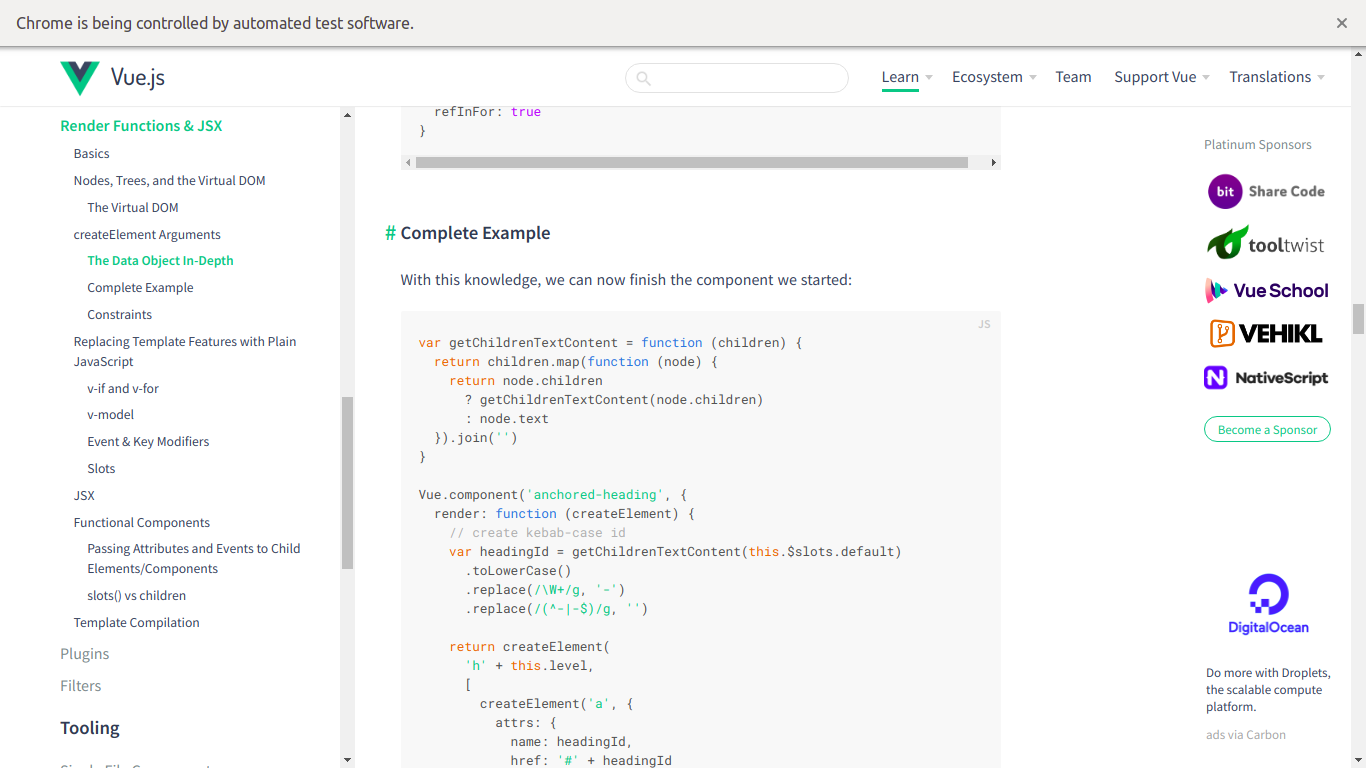 Chrome is being controlled by automated test software.
Vue.js
Learn
Ecosystem
Team
Support Vue
Translations
Render Functions & JSX
Basics
Nodes, Trees, and the Virtual DOM
The Virtual DOM
createElement Arguments
The Data Object In-Depth
Complete Example
Constraints
Replacing Template Features with Plain
JavaScript
v-if and v-for
v-model
Event & Key Modifiers
Slots
JSX
Functional Components
Passing Attributes and Events to Child
Elements/Components
slots() vs children
Template Compilation
Plugins
Filters
Tooling
refInFor: true
}
# Complete Example
With this knowledge, we can now finish the component we started:
JS
var getChildrenTextContent = function (children) {
return children.map(function (node) {
return node.children
? getChildrenTextContent(node.children)
: node.text
}).join('')
}
Vue.component('anchored-heading', {
render: function (createElement) {
// create kebab-case id
var headingId = getChildrenTextContent(this.$slots.default)
.toLowerCase()
.replace(/\W+/g, '-')
.replace(/(^-|-$)/g, '')
return createElement(
'h' + this.level,
[
createElement('a', {
attrs: {
name: headingId,
href: '#' + headingId
Platinum Sponsors
bit Share Code
tooltwist
Vue School
VEHIKL
NativeScript
Become a Sponsor
DigitalOcean
Do more with Droplets,
the scalable compute
platform.
ads via Carbon